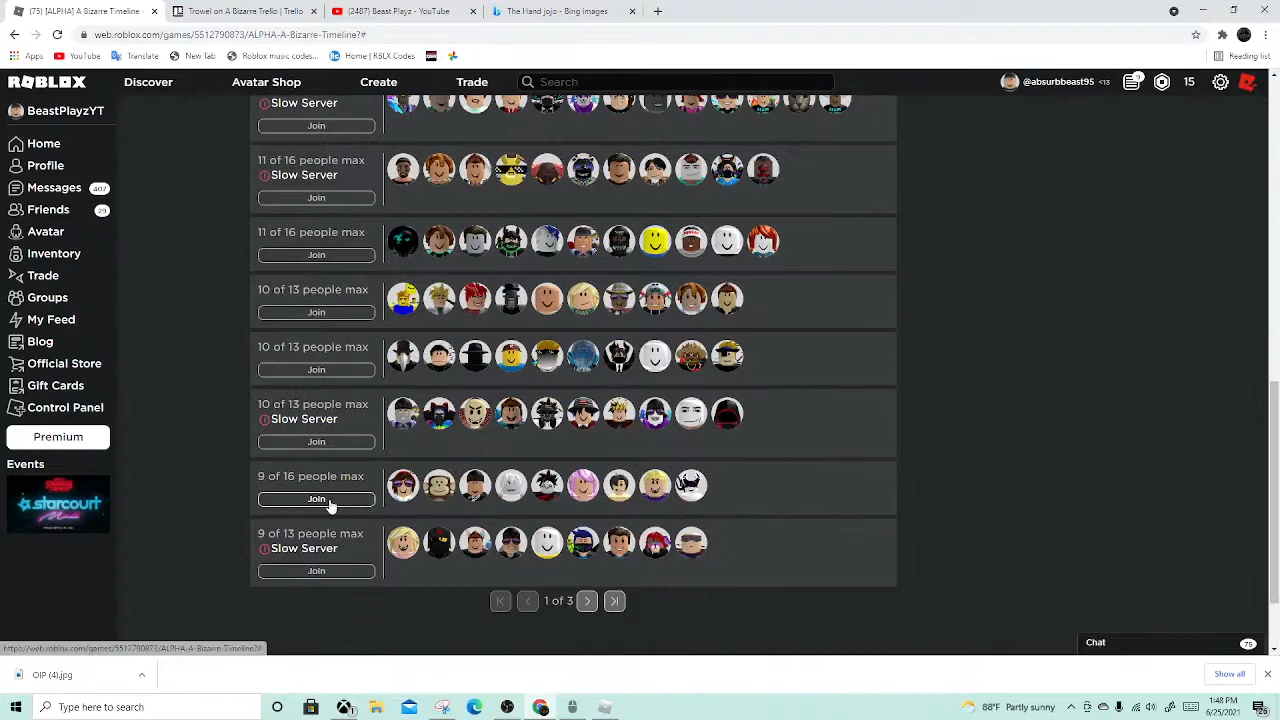 (75) [ALPHA] A Bizarre Timeline -
Trowel on A Bizarre Trello | Trello
(2487) Beast Playz - YouTube
The Hand jojo - Bing images
web.roblox.com/games/5512790873/ALPHA-A-Bizarre-Timeline?#
Apps
YouTube
Translate
New Tab
Roblox music codes...
Home | RBLX Codes
Reading list
ROBLOX
Discover
Avatar Shop
Create
Trade
Search
@absurbbeast95
<13
9
15
BeastPlayzYT
Home
Profile
Messages 407
Friends 29
Avatar
Inventory
Trade
Groups
My Feed
Blog
Official Store
Gift Cards
Control Panel
Premium
Events
starcourt
Slow Server
Join
11 of 16 people max
Slow Server
Join
11 of 16 people max
Join
10 of 13 people max
Join
10 of 13 people max
Join
10 of 13 people max
Slow Server
Join
9 of 16 people max
Join
9 of 13 people max
Slow Server
Join
1 of 3
Chat 75
https://web.roblox.com/games/5512790873/ALPHA-A-Bizarre-Timeline?#
OIP (4).jpg
Show all
Type here to search
88°F Partly sunny
1:48 PM
6/25/2021